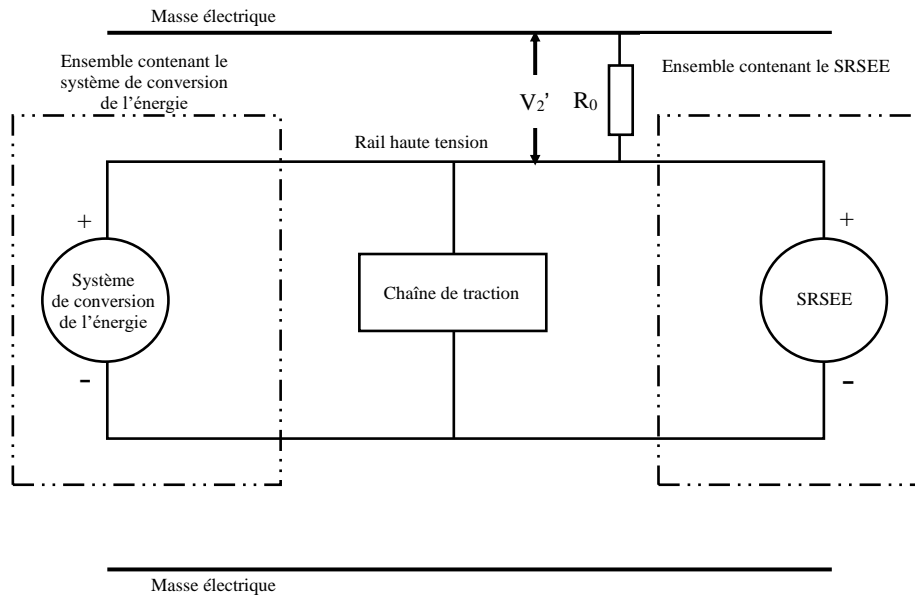 Masse électrique
Ensemble contenant le
système de conversion
de l’énergie
Ensemble contenant le SRSEE
V2’
R0
Rail haute tension
+
+
Système
de conversion
de l’énergie
Chaîne de traction
SRSEE
-
-
Masse électrique